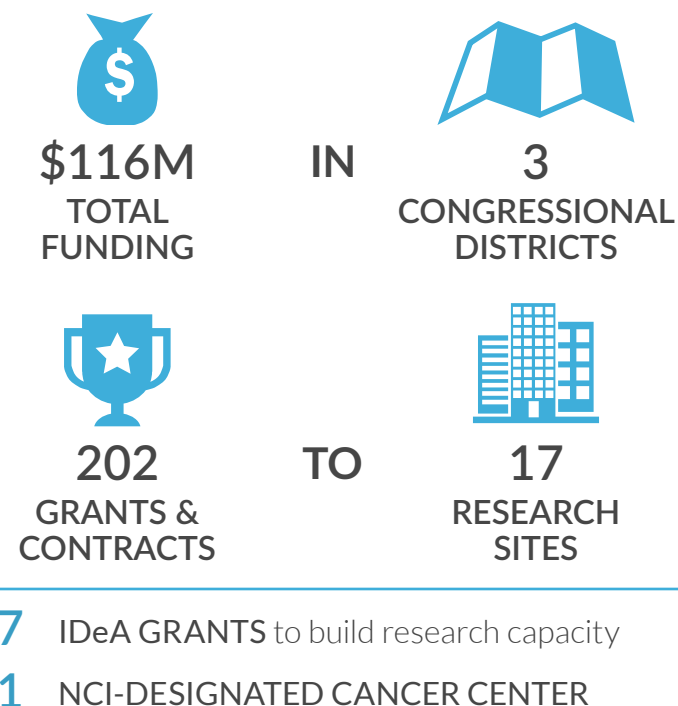 $
$116M IN 3
TOTAL CONGRESSIONAL
FUNDING DISTRICTS
202 TO 17
GRANTS & RESEARCH
CONTRACTS SITES
7 IDeA GRANTS to build research capacity
1 NCI-DESIGNATED CANCER CENTER